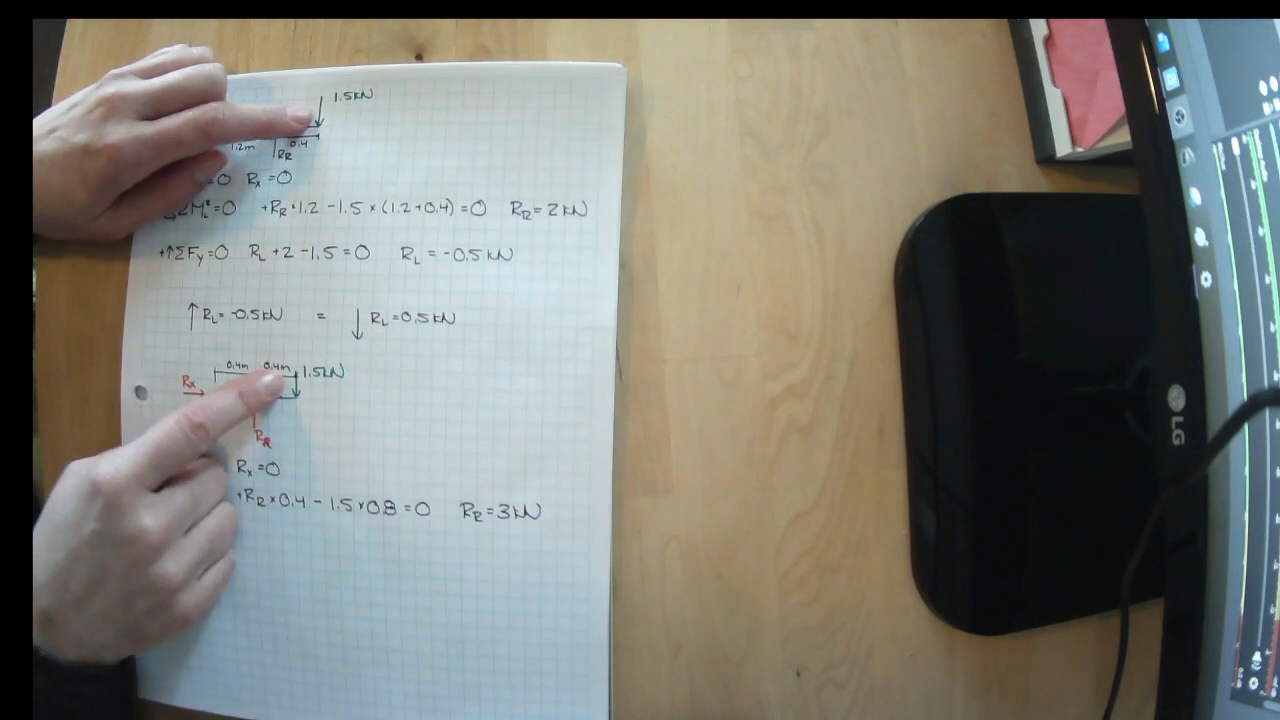 1.5kN
1.2m 0.4
RR
=0 Rx =0
ΣM=0 +RR×1.2 -1.5×(1.2+0.4)=0 RR=2kN
+↑ΣFy=0 RL+2-1.5=0 RL=-0.5kN
↑RL=-0.5kN = ↓RL=0.5kN
0.4m 0.4m 1.5kN
Rx
RR
Rx=0
+RR×0.4-1.5×0.8=0 RR=3kN
LG